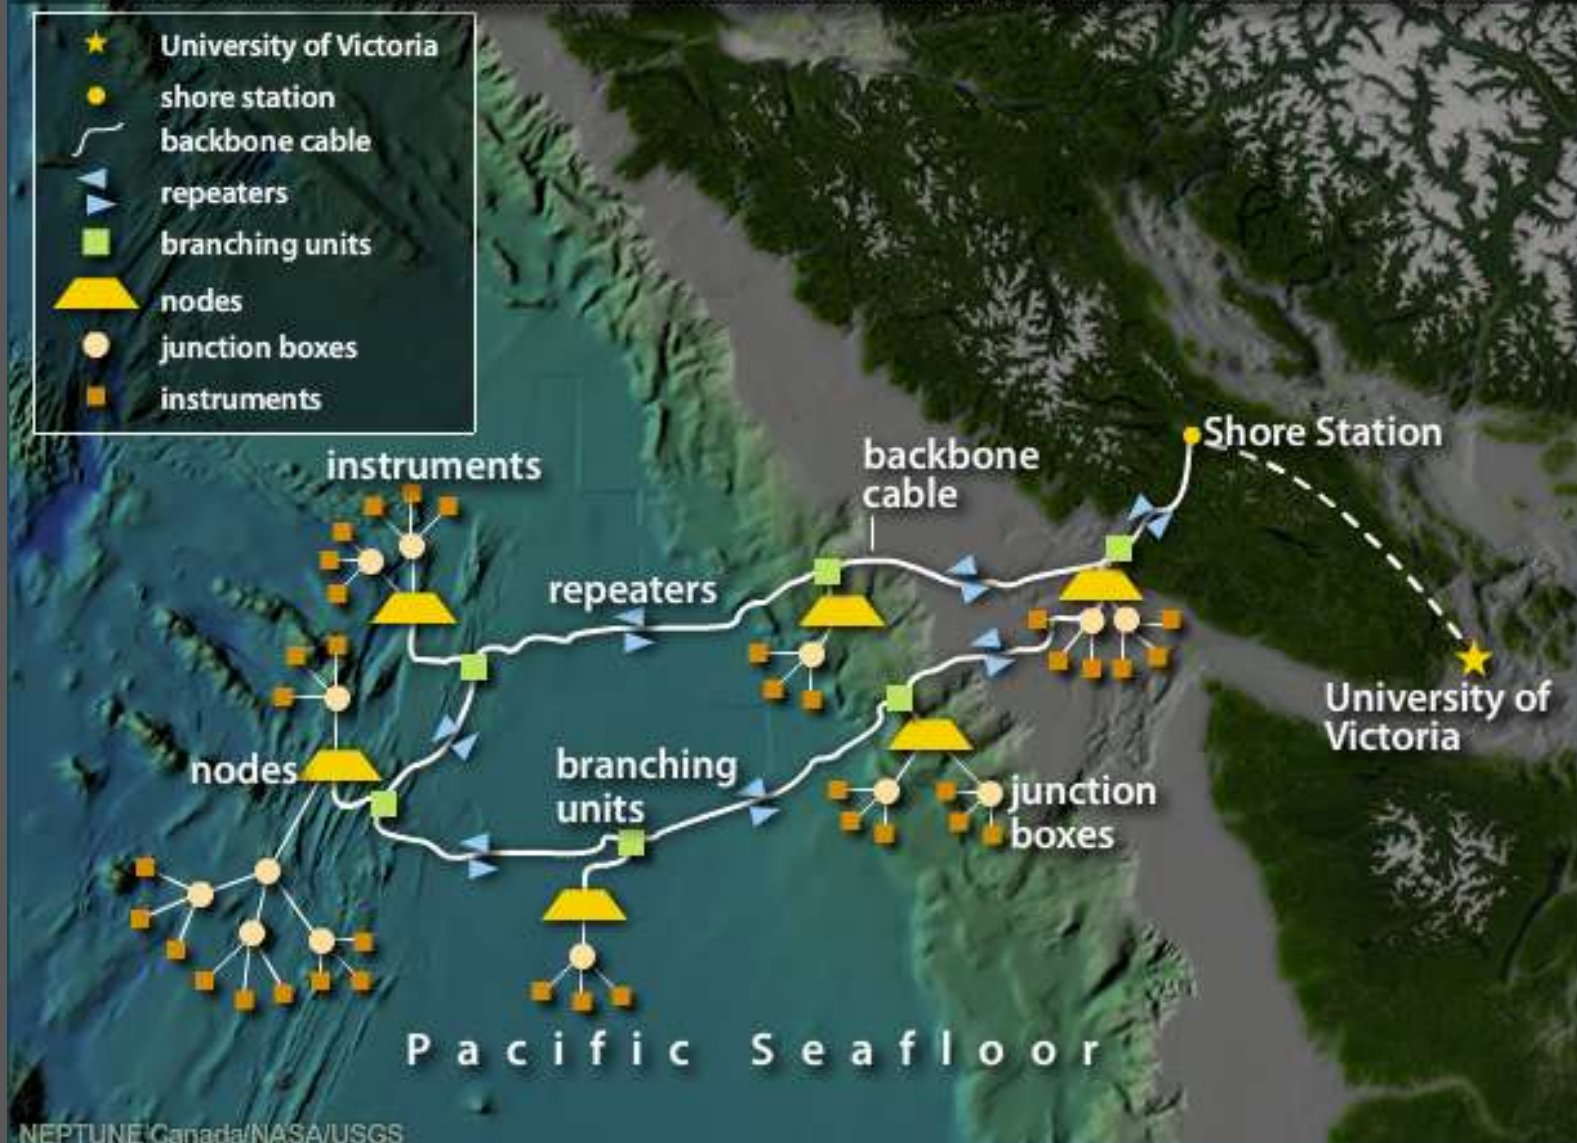 University of Victoria
shore station
backbone cable
repeaters
branching units
nodes
junction boxes
instruments
Shore Station
instruments
backbone
cable
repeaters
University of
Victoria
nodes
branching
units
junction
boxes
Pacific Seafloor
NEPTUNE Canada/NASA/USGS